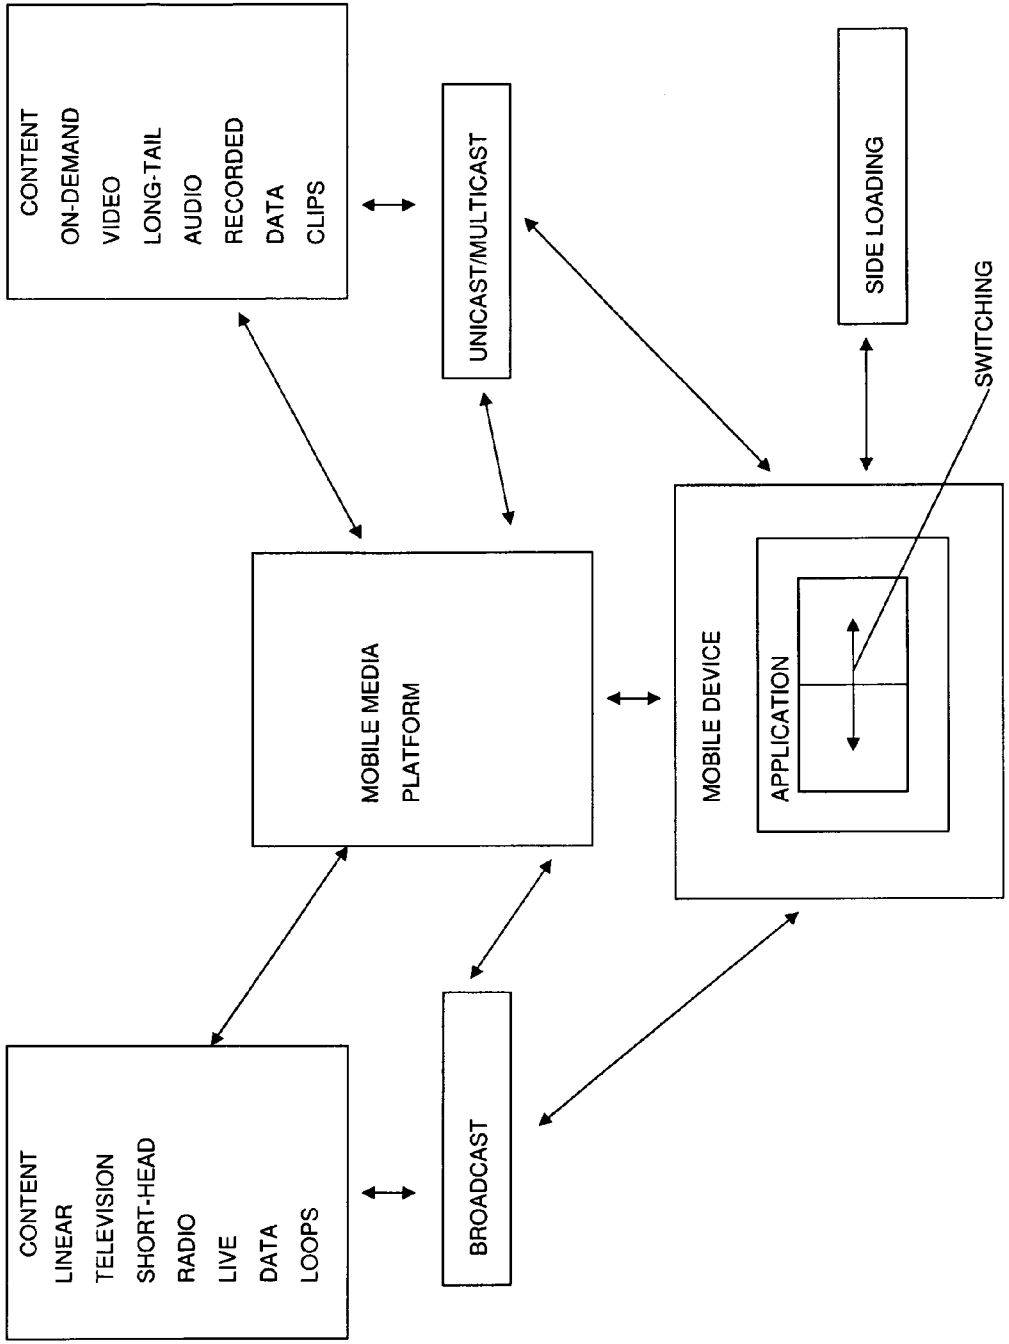 CONTENT
LINEAR
TELEVISION
SHORT-HEAD
RADIO
LIVE
DATA
LOOPS
CONTENT
ON-DEMAND
VIDEO
LONG-TAIL
AUDIO
RECORDED
DATA
CLIPS
MOBILE MEDIA
PLATFORM
BROADCAST
UNICAST/MULTICAST
MOBILE DEVICE
APPLICATION
SIDE LOADING
SWITCHING